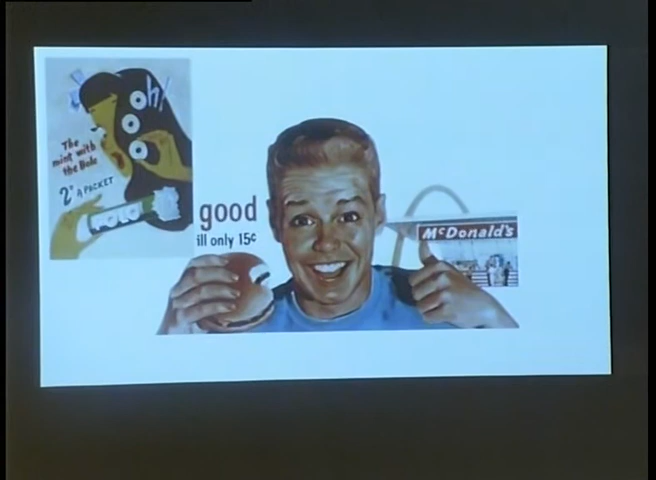 oh!
o
o
The
mint with
the Hole
2ᴰ A PACKET
POLO
good
ill only 15¢
McDonald's